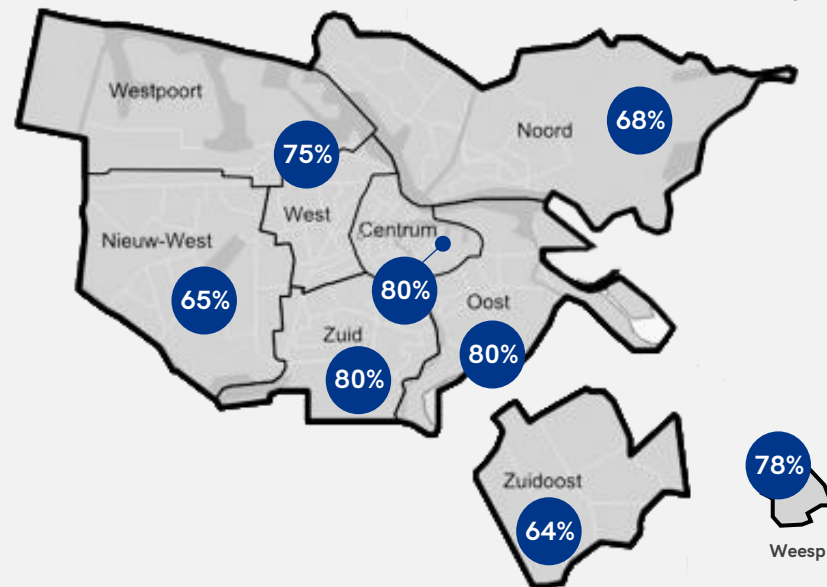 Westpoort
Noord
68%
75%
West
Centrum
Nieuw-West
80%
65%
Oost
Zuid
80%
80%
Zuidoost
78%
64%
Weesp